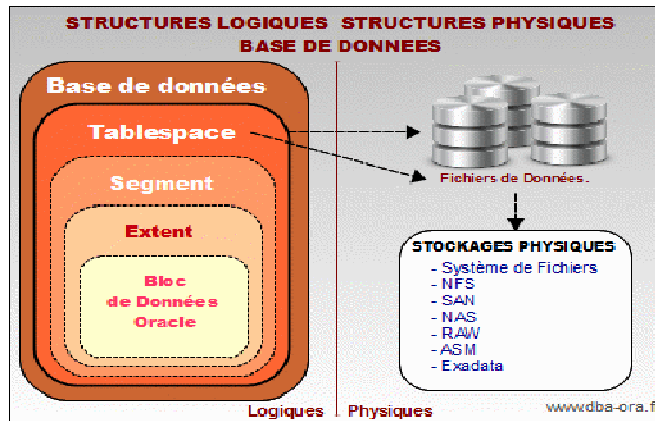 STRUCTURES LOGIQUES STRUCTURES PHYSIQUES
BASE DE DONNEES
Base de données
Tablespace
Segment
Extent
Bloc
de Données
Oracle
Fichiers de Données.
STOCKAGES PHYSIQUES
- Système de Fichiers
- NFS
- SAN
- NAS
- RAW
- ASM
- Exadata
Logiques Physiques
www.dba-ora.f